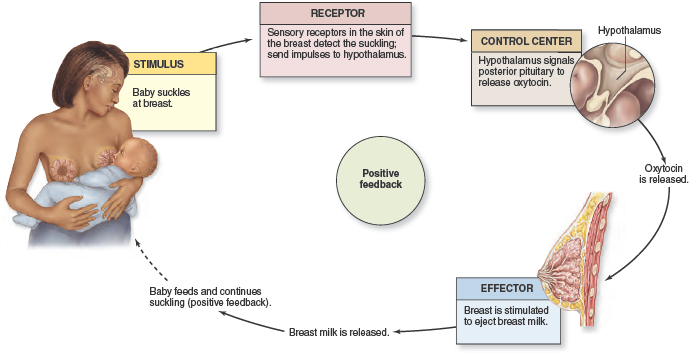 RECEPTOR
Sensory receptors in the skin of
the breast detect the suckling;
send impulses to hypothalamus.
STIMULUS
Baby suckles
at breast.
CONTROL CENTER
Hypothalamus signals
posterior pituitary to
release oxytocin.
Hypothalamus
Oxytocin
is released.
Positive
feedback
EFFECTOR
Breast is stimulated
to eject breast milk.
Breast milk is released.
Baby feeds and continues
suckling (positive feedback).